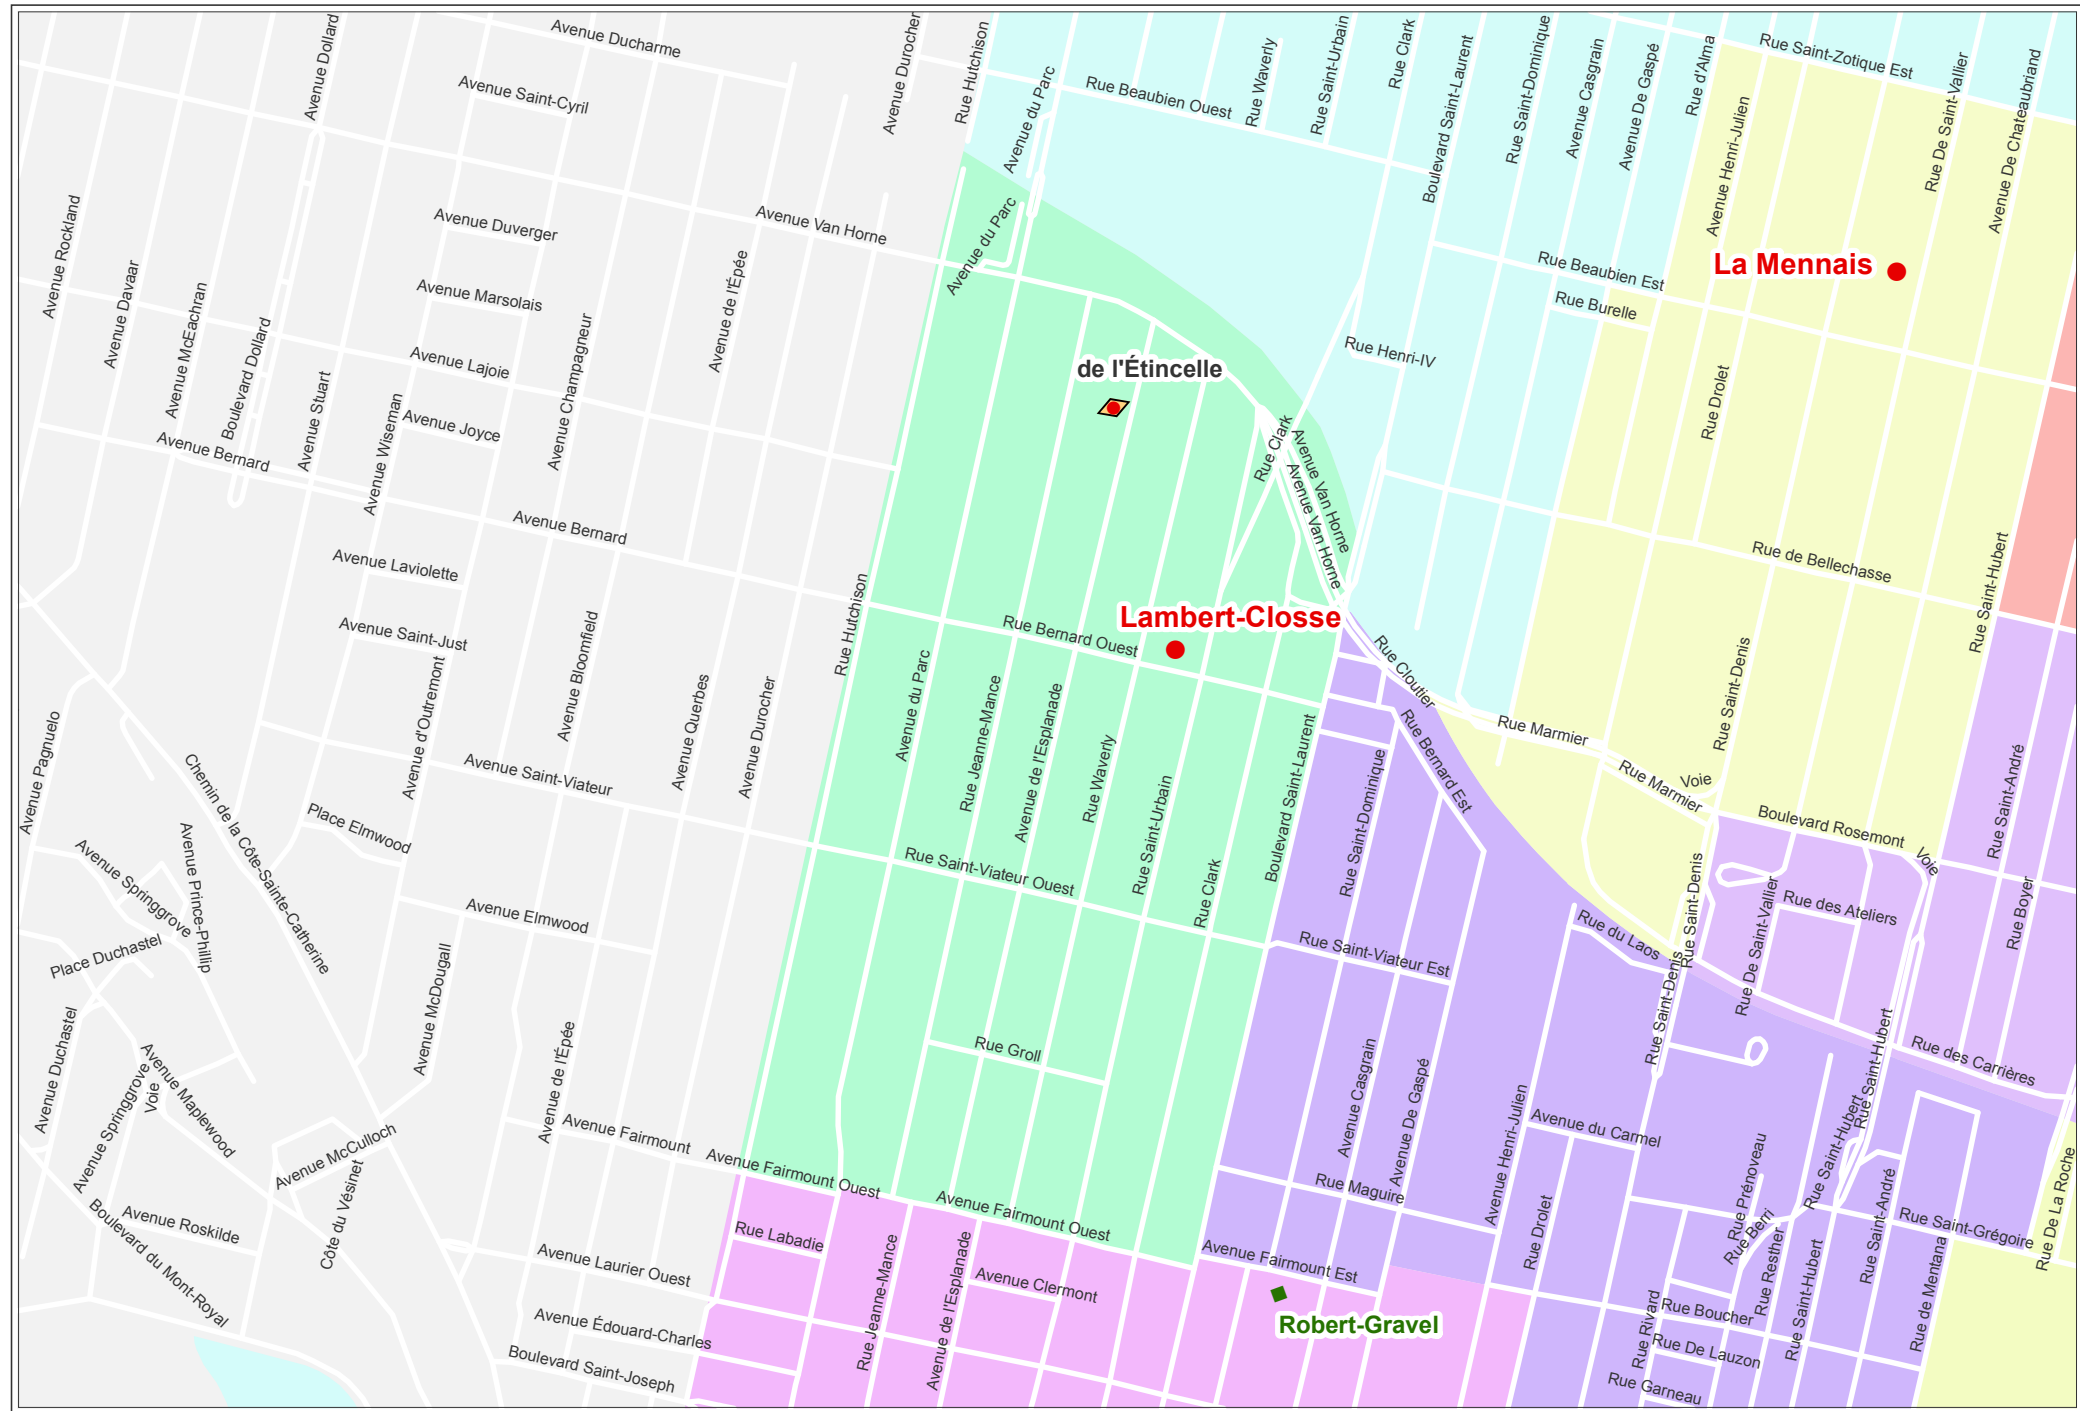 Avenue Ducharme
Avenue Dollard
Avenue Durocher
Rue Hutchison
Avenue du Parc
Rue Waverly
Rue Saint-Urbain
Rue Clark
Boulevard Saint-Laurent
Rue Saint-Dominique
Avenue Casgrain
Avenue De Gaspé
Rue d'Alma
Rue Saint-Zotique Est
Rue De Saint-Vallier
Avenue De Chateaubriand
Avenue Saint-Cyril
Rue Beaubien Ouest
Avenue Henri-Julien
Avenue Rockland
Avenue Duverger
Avenue Van Horne
Avenue du Parc
Avenue Davaar
Avenue McEachran
Avenue de l'Épée
Rue Beaubien Est
La Mennais
Avenue Marsolais
Rue Burelle
Boulevard Dollard
Avenue Stuart
Avenue Lajoie
Avenue Champagneur
Rue Henri-IV
de l'Étincelle
Rue Drolet
Avenue Wiseman
Avenue Joyce
Avenue Bernard
Rue Clark
Avenue Van Horne
Avenue Van Horne
Avenue Bernard
Avenue Laviolette
Rue de Bellechasse
Rue Saint-Hubert
Avenue Saint-Just
Avenue Bloomfield
Rue Hutchison
Lambert-Closse
Rue Bernard Ouest
Rue Cloutier
Rue Saint-Denis
Avenue Pagnuelo
Avenue d'Outremont
Avenue Querbes
Avenue Durocher
Avenue du Parc
Rue Jeanne-Mance
Avenue de l'Esplanade
Rue Waverly
Rue Saint-Urbain
Boulevard Saint-Laurent
Rue Saint-Dominique
Rue Bernard Est
Rue Marmier
Rue Marmier
Voie
Boulevard Rosemont
Voie
Rue Saint-André
Chemin de la Côte-Sainte-Catherine
Avenue Saint-Viateur
Place Elmwood
Avenue Springgrove
Avenue Prince-Phillip
Rue Saint-Viateur Ouest
Rue Clark
Avenue Elmwood
Place Duchastel
Avenue McDougall
Rue Saint-Viateur Est
Rue du Laos
Rue Saint-Denis
Rue Saint-Denis
Rue De Saint-Vallier
Rue des Ateliers
Rue Boyer
Avenue Duchastel
Avenue Springgrove
Voie
Avenue Maplewood
Avenue de l'Épée
Rue Groll
Avenue Casgrain
Avenue De Gaspé
Avenue Henri-Julien
Rue Saint-Hubert
Rue des Carrières
Avenue McCulloch
Avenue Fairmount
Avenue Fairmount Ouest
Avenue Fairmount Ouest
Avenue du Carmel
Rue Prénoveau
Rue Saint-Hubert
Côte du Vésinet
Avenue Roskilde
Boulevard du Mont-Royal
Rue Maguire
Rue Drolet
Rue Berri
Rue Resther
Rue Saint-Hubert
Rue Saint-André
Rue Saint-Grégoire
Rue de Mentana
Rue De La Roche
Rue Labadie
Avenue Laurier Ouest
Rue Jeanne-Mance
Avenue de l'Esplanade
Avenue Clermont
Avenue Fairmount Est
Robert-Gravel
Avenue Édouard-Charles
Boulevard Saint-Joseph
Rue Rivard
Rue Boucher
Rue De Lauzon
Rue Garneau